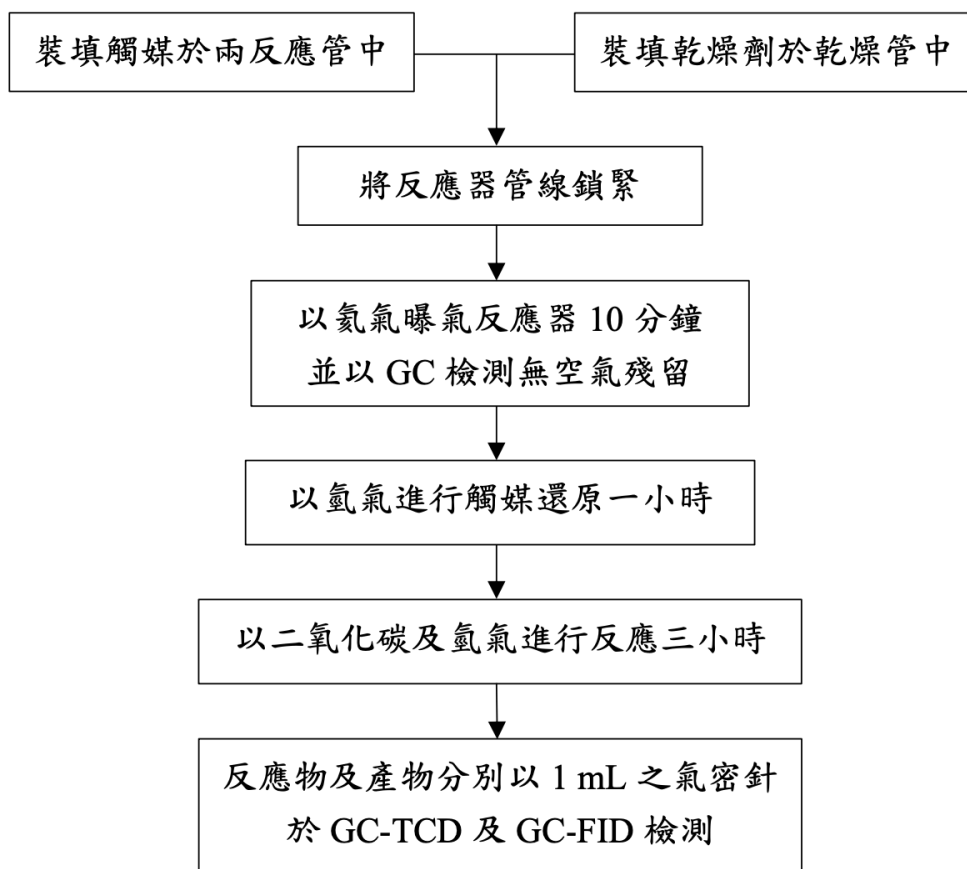 裝填觸媒於兩反應管中
裝填乾燥劑於乾燥管中
將反應器管線鎖緊
以氦氣曝氣反應器 10 分鐘
並以 GC 檢測無空氣殘留
以氫氣進行觸媒還原一小時
以二氧化碳及氫氣進行反應三小時
反應物及產物分別以 1 mL 之氣密針
於 GC-TCD 及 GC-FID 檢測